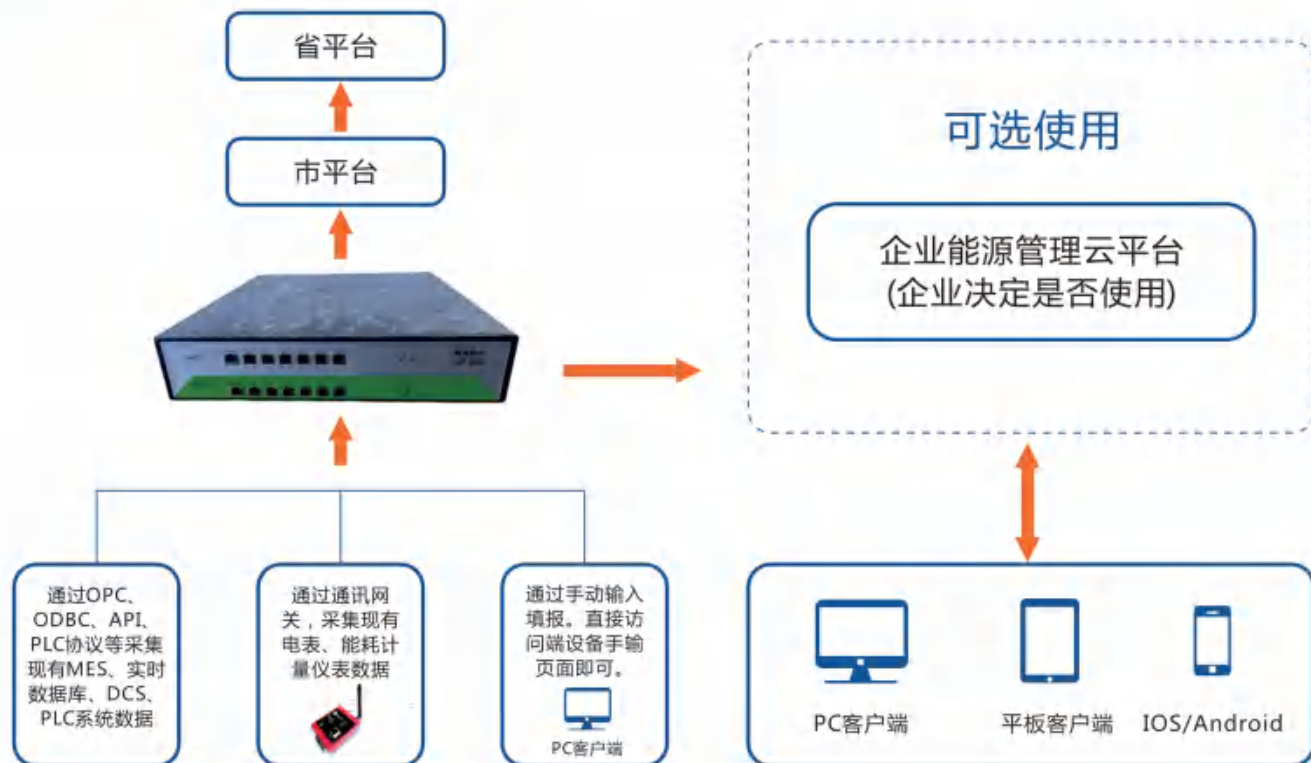 省平台
市平台
可选使用
企业能源管理云平台
(企业决定是否使用)
通过OPC、
ODBC、API、
PLC协议等采集
现有MES、实时
数据库、DCS、
PLC系统数据
通过通讯网
关，采集现有
电表、能耗计
量仪表数据
通过手动输入
填报。直接访
问端设备手输
页面即可。
PC客户端
PC客户端
平板客户端
IOS/Android